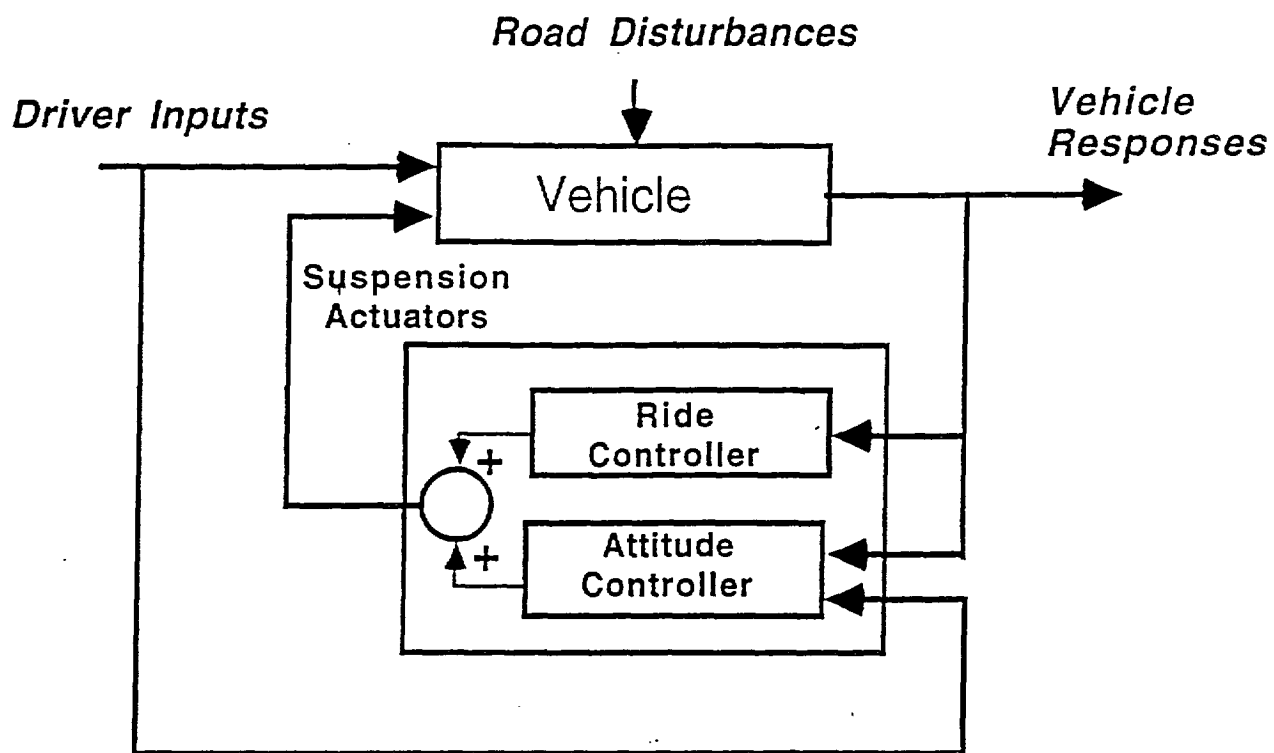 Road Disturbances
Driver Inputs
Vehicle
Responses
Vehicle
Suspension
Actuators
Ride
Controller
+
+
Attitude
Controller